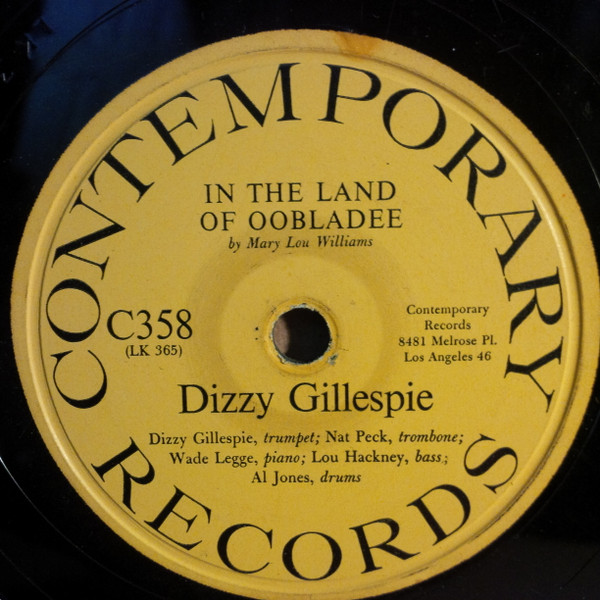 CONTEMPORARY
IN THE LAND
OF OOBLADEE
by Mary Lou Williams
C358
(LK 365)
Contemporary
Records
8481 Melrose Pl.
Los Angeles 46
Dizzy Gillespie
Dizzy Gillespie, trumpet; Nat Peck, trombone;
Wade Legge, piano; Lou Hackney, bass;
Al Jones, drums
RECORDS